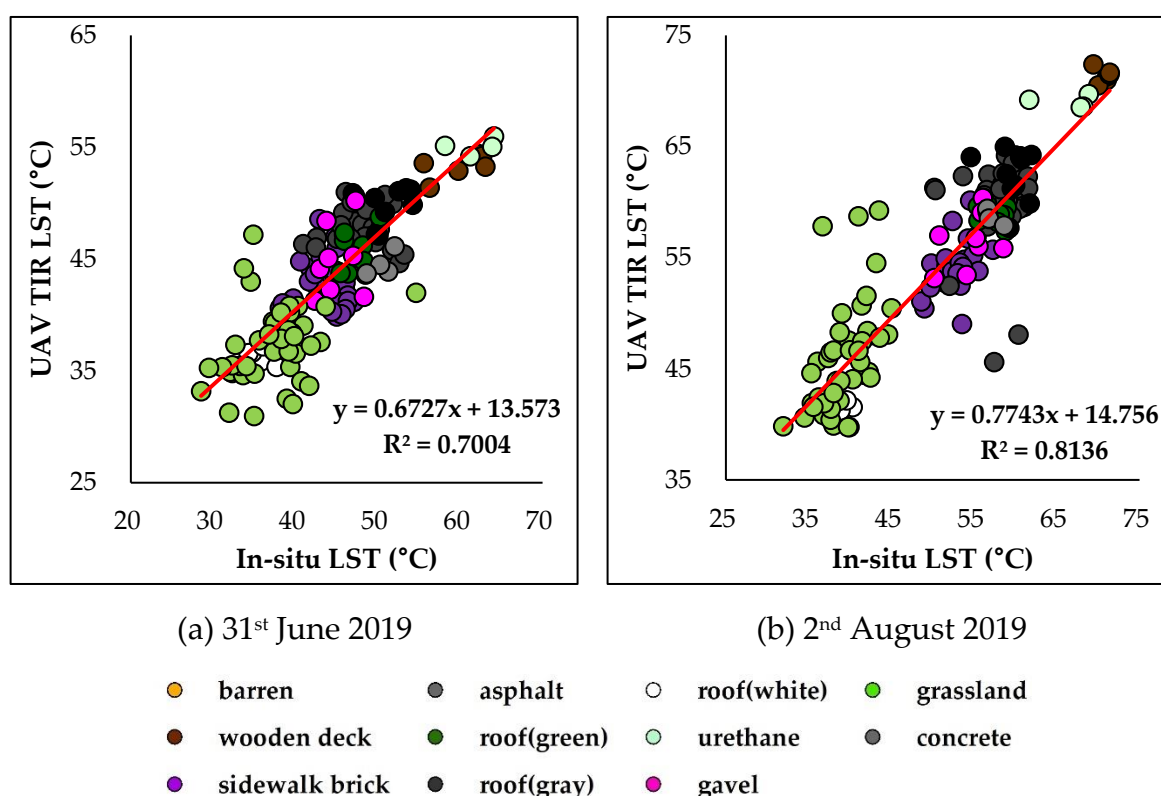 65
55
45
35
25
20 30 40 50 60 70
UAV TIR LST (°C)
In-situ LST (°C)
y = 0.6727x + 13.573
R² = 0.7004
75
65
55
45
35
25 35 45 55 65 75
UAV TIR LST (°C)
In-situ LST (°C)
y = 0.7743x + 14.756
R² = 0.8136
(a) 31st June 2019
(b) 2nd August 2019
barren asphalt roof(white) grassland
wooden deck roof(green) urethane concrete
sidewalk brick roof(gray) gavel